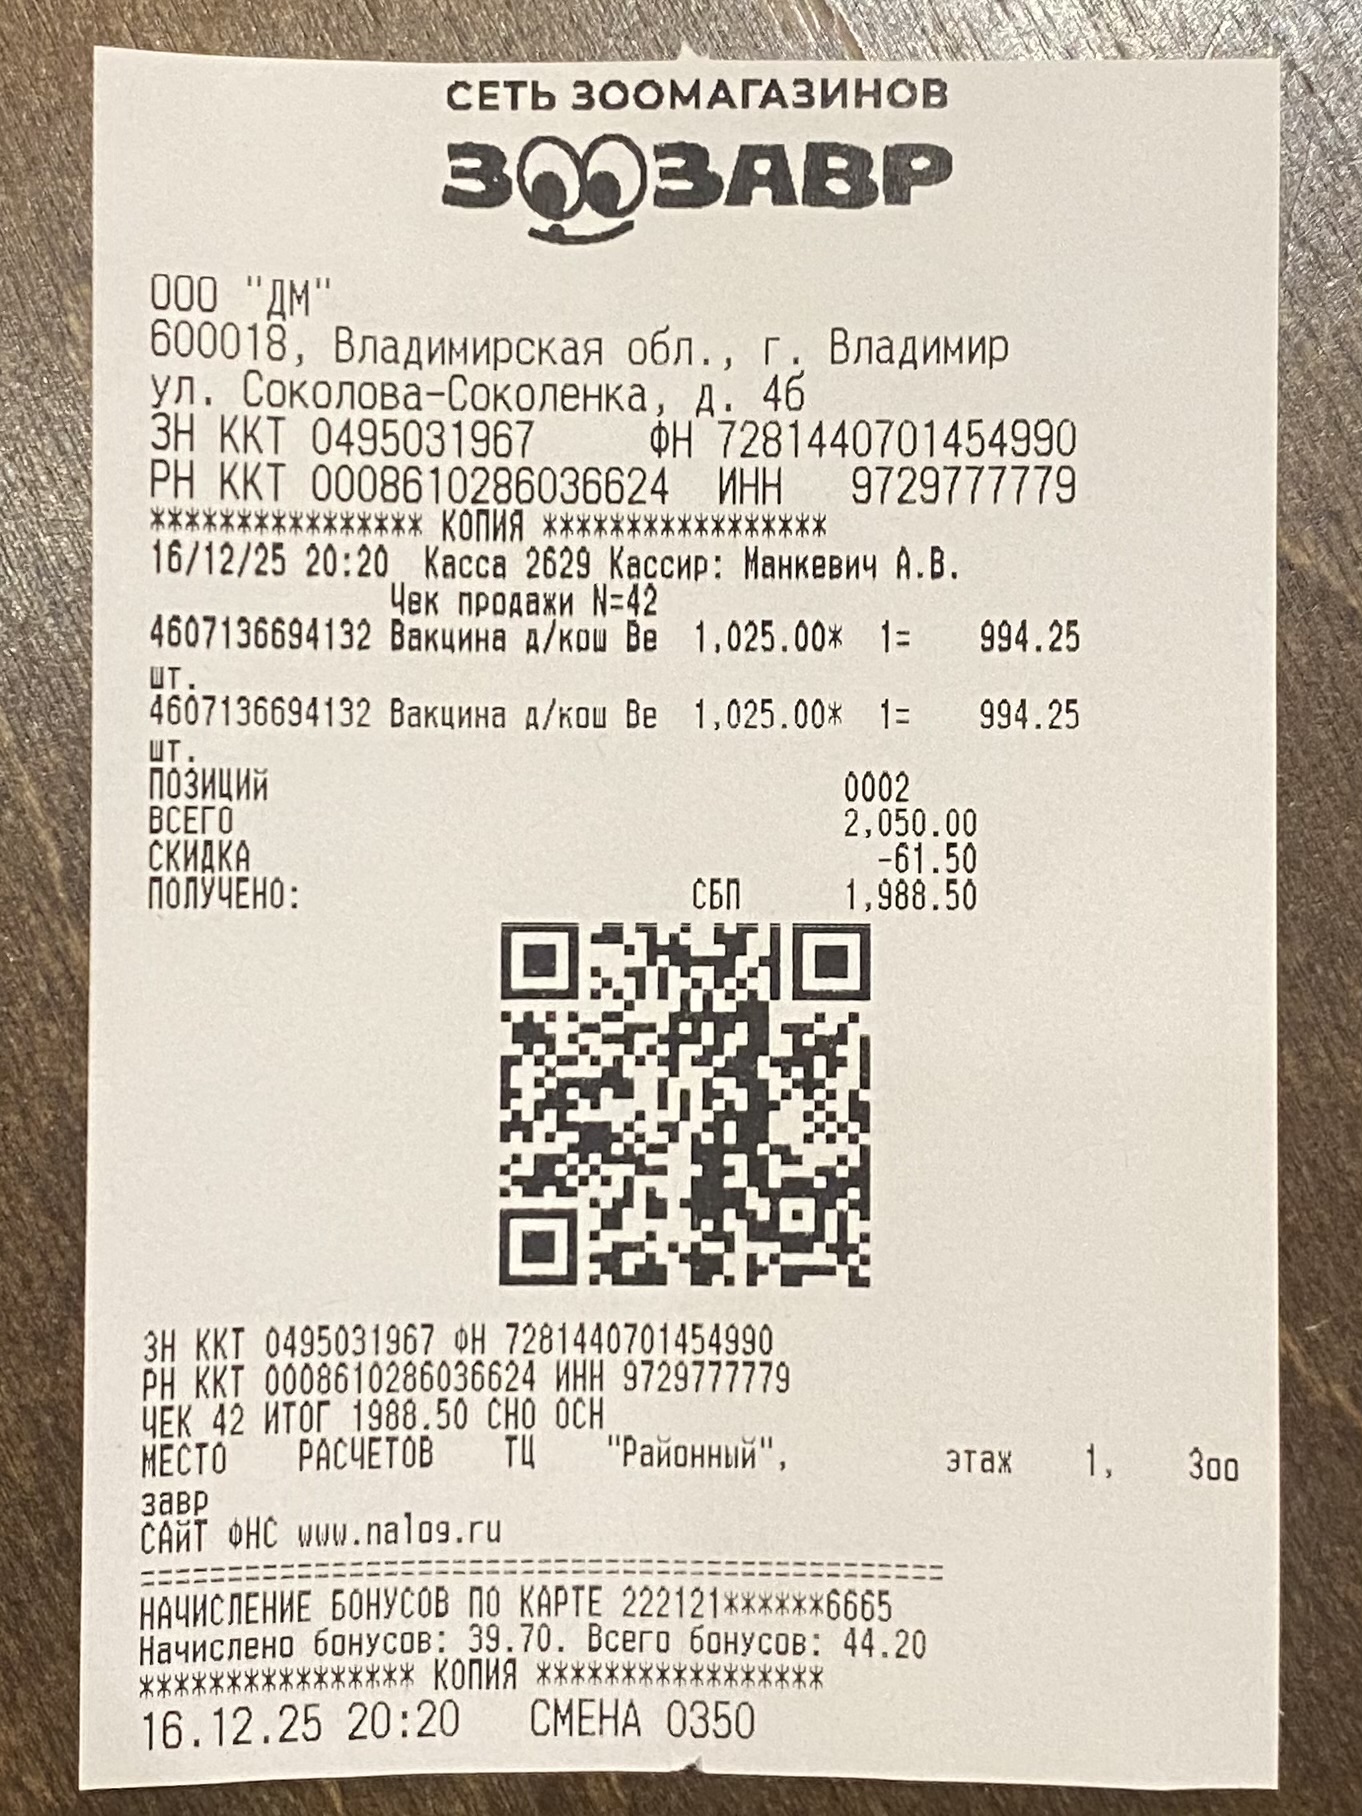 СЕТЬ ЗООМАГАЗИНОВ
ЗООЗАВР
ООО "ДМ"
600018, Владимирская обл., г. Владимир
ул. Соколова-Соколенка, д. 4б
ЗН ККТ 0495031967 ФН 7281440701454990
РН ККТ 0008610286036624 ИНН 9729777779
**************** КОПИЯ *****************
16/12/25 20:20 Касса 2629 Кассир: Манкевич А.В.
Чек продажи N=42
4607136694132 Вакцина д/кош Ве 1,025.00* 1= 994.25
шт.
4607136694132 Вакцина д/кош Ве 1,025.00* 1= 994.25
шт.
ПОЗИЦИЙ 0002
ВСЕГО 2,050.00
СКИДКА -61.50
ПОЛУЧЕНО: СБП 1,988.50
ЗН ККТ 0495031967 ФН 7281440701454990
РН ККТ 0008610286036624 ИНН 9729777779
ЧЕК 42 ИТОГ 1988.50 СНО ОСН
МЕСТО РАСЧЕТОВ ТЦ "Районный", этаж 1, Зоо
завр
САЙТ ФНС www.nalog.ru
===============================================
НАЧИСЛЕНИЕ БОНУСОВ ПО КАРТЕ 222121******6665
Начислено бонусов: 39.70. Всего бонусов: 44.20
**************** КОПИЯ *****************
16.12.25 20:20 СМЕНА 0350